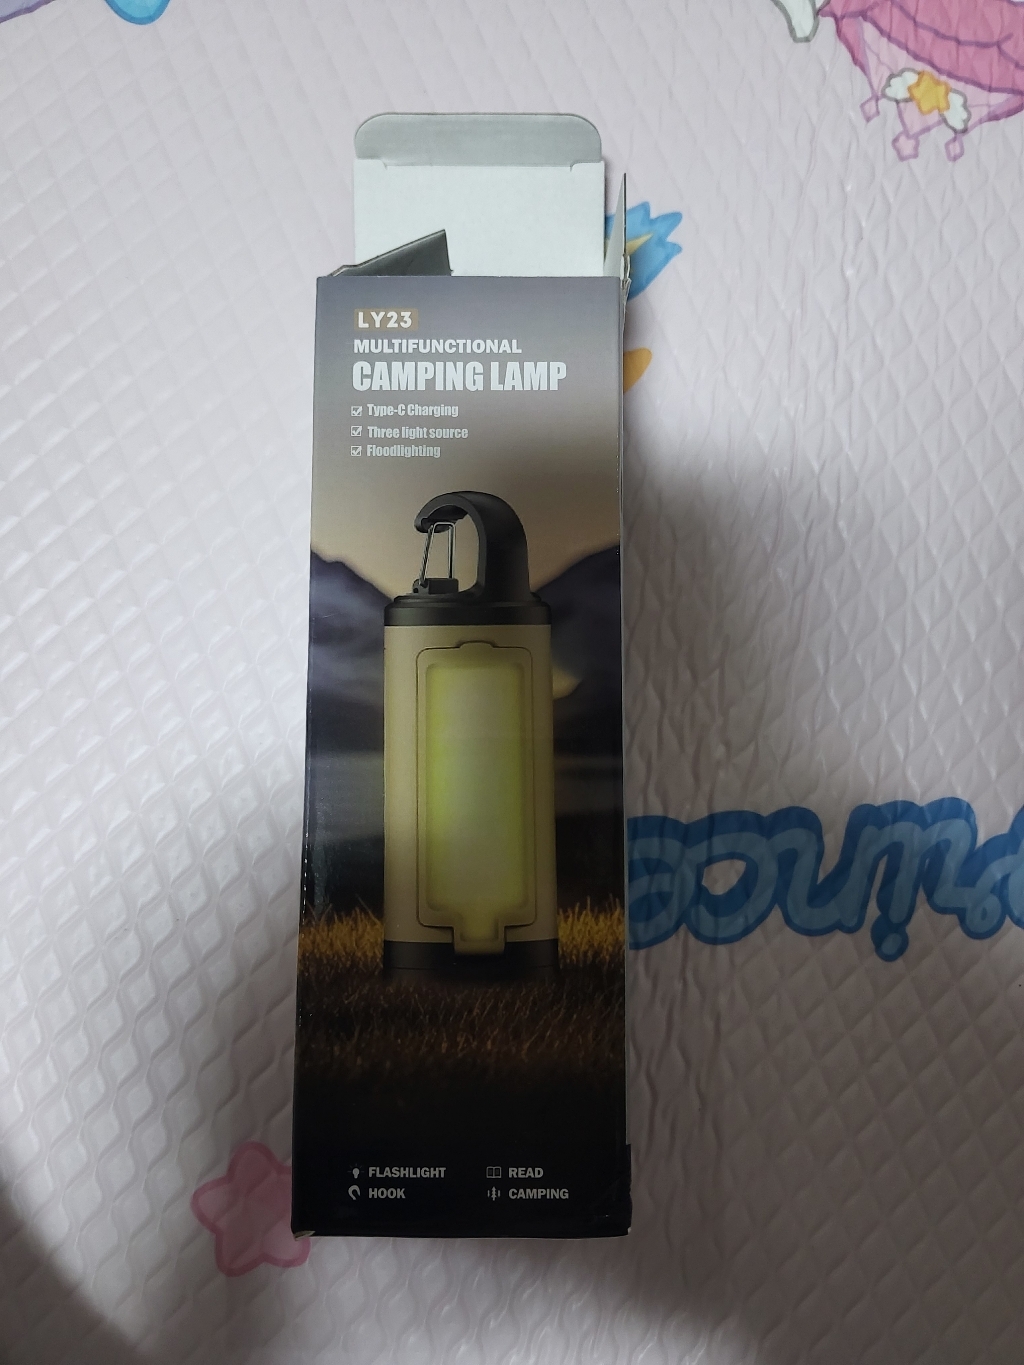 LY23
MULTIFUNCTIONAL
CAMPING LAMP
Type-C Charging
Three light source
Floodlighting
FLASHLIGHT
READ
HOOK
CAMPING